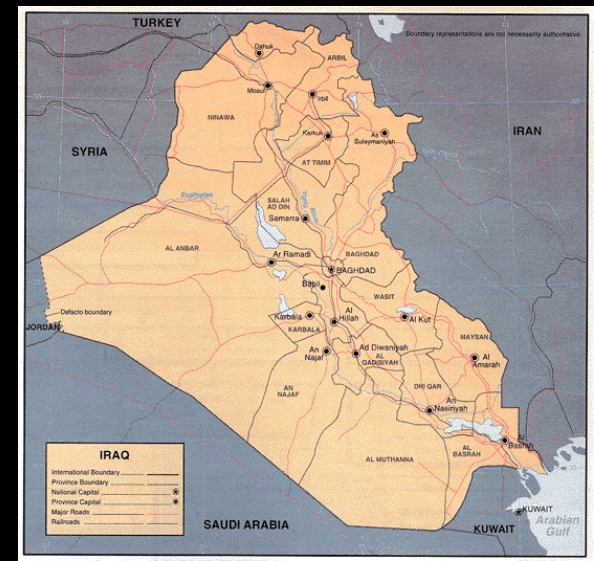 TURKEY
Boundary representations are not necessarily authoritative.
Dahuk
ARBIL
Mosul
Irbil
NINAWA
IRAN
Karkuk
As
Sulaymaniyah
SYRIA
AT TIMIM
Euphrates
Tigris
SALAH
AD DIN
Samarra
AL ANBAR
Ar Ramadi
BAGHDAD
BAGHDAD
WASIT
Karbala
Al
Hillah
Al Kut
Defacto boundary
JORDAN
KARBALA
MAYSAN
An
Najaf
Ad Diwaniyah
AL
QADISIYAH
Al
Amarah
AN
NAJAF
DHI QAR
An
Nasiriyah
Al
Basrah
AL
BASRAH
AL MUTHANNA
IRAQ
International Boundary
Province Boundary
National Capital
Province Capital
Major Roads
Railroads
SAUDI ARABIA
KUWAIT
KUWAIT
Arabian
Gulf